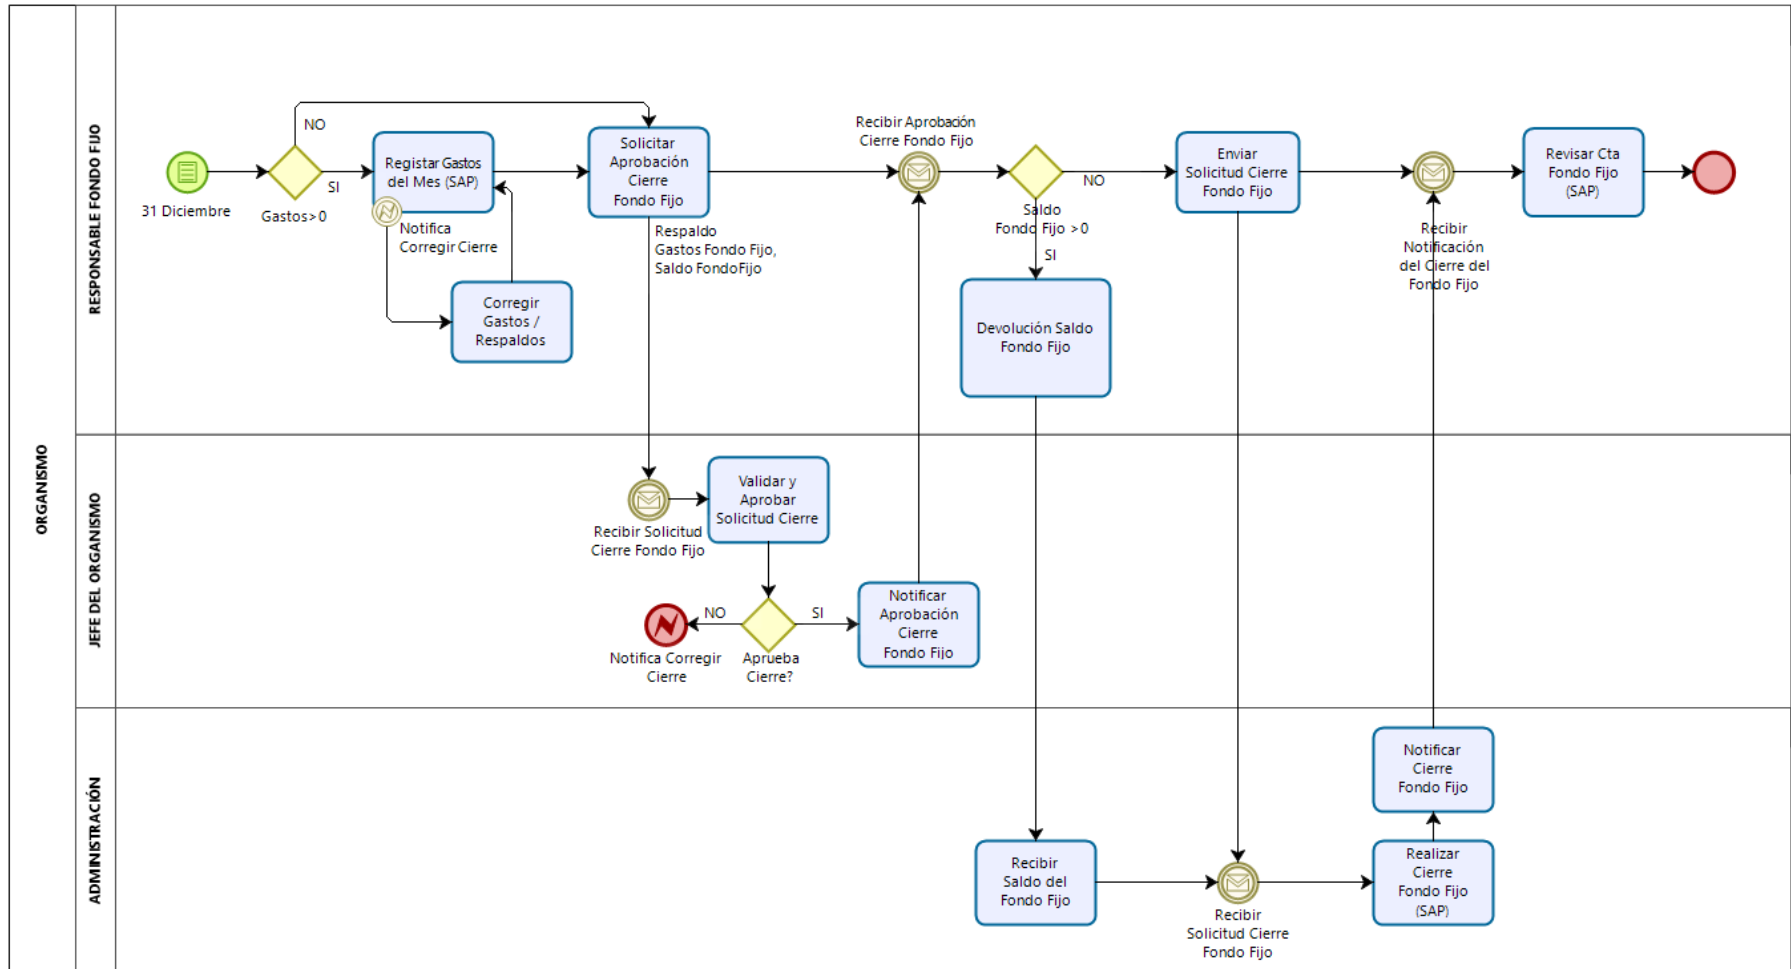 ORGANISMO
RESPONSABLE FONDO FIJO
31 Diciembre
NO
SI
Gastos>0
Registar Gastos
del Mes (SAP)
Notifica
Corregir Cierre
Corregir
Gastos /
Respaldos
Solicitar
Aprobación
Cierre
Fondo Fijo
Respaldo
Gastos Fondo Fijo,
Saldo FondoFijo
Recibir Aprobación
Cierre Fondo Fijo
NO
Saldo
Fondo Fijo >0
SI
Devolución Saldo
Fondo Fijo
Enviar
Solicitud Cierre
Fondo Fijo
Recibir
Notificación
del Cierre del
Fondo Fijo
Revisar Cta
Fondo Fijo
(SAP)
JEFE DEL ORGANISMO
Recibir Solicitud
Cierre Fondo Fijo
Validar y
Aprobar
Solicitud Cierre
NO
SI
Notifica Corregir
Cierre
Aprueba
Cierre?
Notificar
Aprobación
Cierre
Fondo Fijo
ADMINISTRACIÓN
Recibir
Saldo del
Fondo Fijo
Recibir
Solicitud Cierre
Fondo Fijo
Notificar
Cierre
Fondo Fijo
Realizar
Cierre
Fondo Fijo
(SAP)